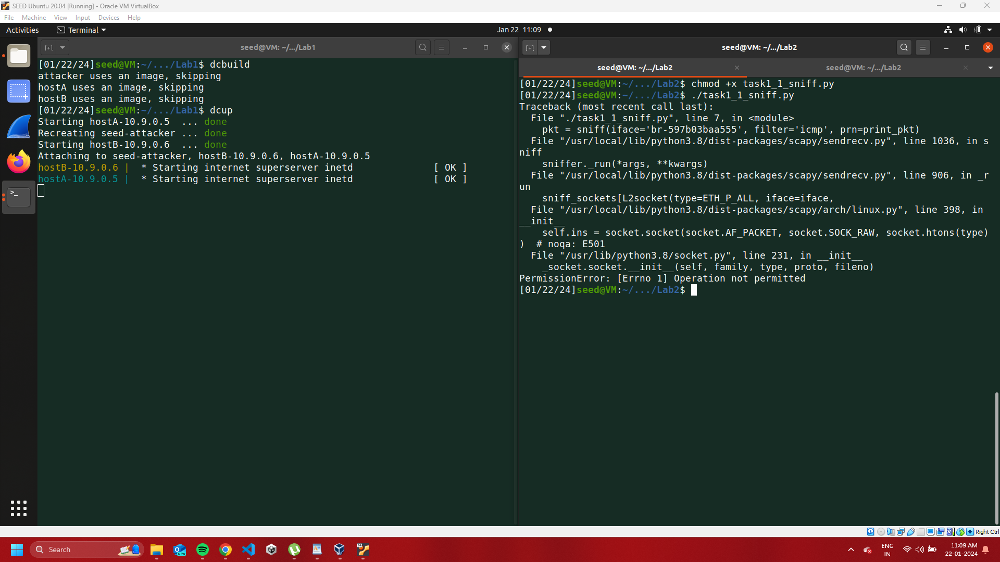 SEED Ubuntu 20.04 [Running] - Oracle VM VirtualBox
File Machine View Input Devices Help
Activities Terminal Jan 22 11:09
seed@VM: ~/.../Lab1
[01/22/24]seed@VM:~/.../Lab1$ dcbuild
attacker uses an image, skipping
hostA uses an image, skipping
hostB uses an image, skipping
[01/22/24]seed@VM:~/.../Lab1$ dcup
Starting hostA-10.9.0.5 ... done
Recreating seed-attacker ... done
Starting hostB-10.9.0.6 ... done
Attaching to seed-attacker, hostB-10.9.0.6, hostA-10.9.0.5
hostB-10.9.0.6 | * Starting internet superserver inetd [ OK ]
hostA-10.9.0.5 | * Starting internet superserver inetd [ OK ]
seed@VM: ~/.../Lab2
seed@VM: ~/.../Lab2 seed@VM: ~/.../Lab2
[01/22/24]seed@VM:~/.../Lab2$ chmod +x task1_1_sniff.py
[01/22/24]seed@VM:~/.../Lab2$ ./task1_1_sniff.py
Traceback (most recent call last):
File "./task1_1_sniff.py", line 7, in <module>
pkt = sniff(iface='br-597b03baa555', filter='icmp', prn=print_pkt)
File "/usr/local/lib/python3.8/dist-packages/scapy/sendrecv.py", line 1036, in s
niff
sniffer._run(*args, **kwargs)
File "/usr/local/lib/python3.8/dist-packages/scapy/sendrecv.py", line 906, in _r
un
sniff_sockets[L2socket(type=ETH_P_ALL, iface=iface,
File "/usr/local/lib/python3.8/dist-packages/scapy/arch/linux.py", line 398, in
__init__
self.ins = socket.socket(socket.AF_PACKET, socket.SOCK_RAW, socket.htons(type)
) # noqa: E501
File "/usr/lib/python3.8/socket.py", line 231, in __init__
_socket.socket.__init__(self, family, type, proto, fileno)
PermissionError: [Errno 1] Operation not permitted
[01/22/24]seed@VM:~/.../Lab2$
Right Ctrl
Search
NEW
ENG
IN
11:09 AM
22-01-2024